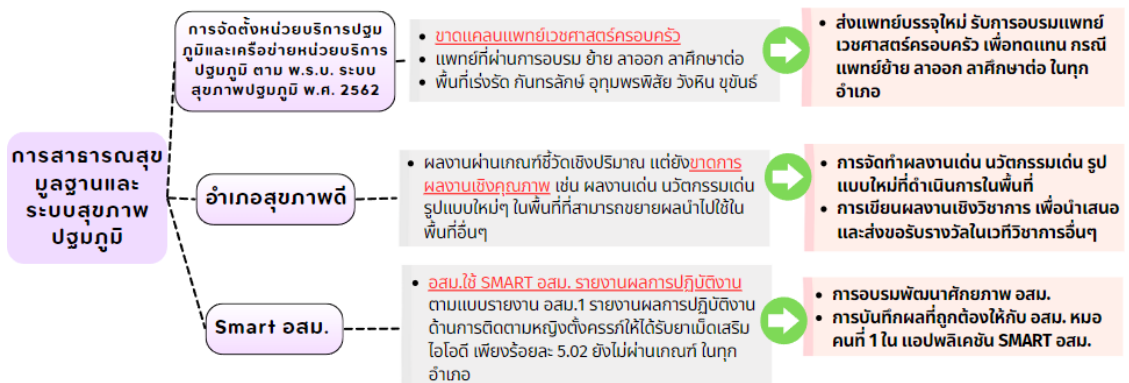 การสาธารณสุข
มูลฐานและ
ระบบสุขภาพ
ปฐมภูมิ
การจัดตั้งหน่วยบริการปฐม
ภูมิและเครือข่ายหน่วยบริการ
ปฐมภูมิ ตาม พ.ร.บ. ระบบ
สุขภาพปฐมภูมิ พ.ศ. 2562
• ขาดแคลนแพทย์เวชศาสตร์ครอบครัว
• แพทย์ที่ผ่านการอบรม ย้าย ลาออก ลาศึกษาต่อ
• พื้นที่เร่งรัด กันทรลักษ์ อุทุมพรพิสัย วังหิน ขุขันธ์
• ส่งแพทย์บรรจุใหม่ รับการอบรมแพทย์
เวชศาสตร์ครอบครัว เพื่อทดแทน กรณี
แพทย์ย้าย ลาออก ลาศึกษาต่อ ในทุก
อำเภอ
อำเภอสุขภาพดี
• ผลงานผ่านเกณฑ์ชี้วัดเชิงปริมาณ แต่ยังขาดการ
ผลงานเชิงคุณภาพ เช่น ผลงานเด่น นวัตกรรมเด่น
รูปแบบใหม่ๆ ในพื้นที่ที่สามารถขยายผลนำไปใช้ใน
พื้นที่อื่นๆ
• การจัดทำผลงานเด่น นวัตกรรมเด่น รูป
แบบใหม่ที่ดำเนินการในพื้นที่
• การเขียนผลงานเชิงวิชาการ เพื่อนำเสนอ
และส่งขอรับรางวัลในเวทีวิชาการอื่นๆ
Smart อสม.
• อสม.ใช้ SMART อสม. รายงานผลการปฏิบัติงาน
ตามแบบรายงาน อสม.1 รายงานผลการปฏิบัติงาน
ด้านการติดตามหญิงตั้งครรภ์ให้ได้รับยาเม็ดเสริม
ไอโอดี เพียงร้อยละ 5.02 ยังไม่ผ่านเกณฑ์ ในทุก
อำเภอ
• การอบรมพัฒนาศักยภาพ อสม.
• การบันทึกผลที่ถูกต้องให้กับ อสม. หมอ
คนที่ 1 ใน แอปพลิเคชัน SMART อสม.